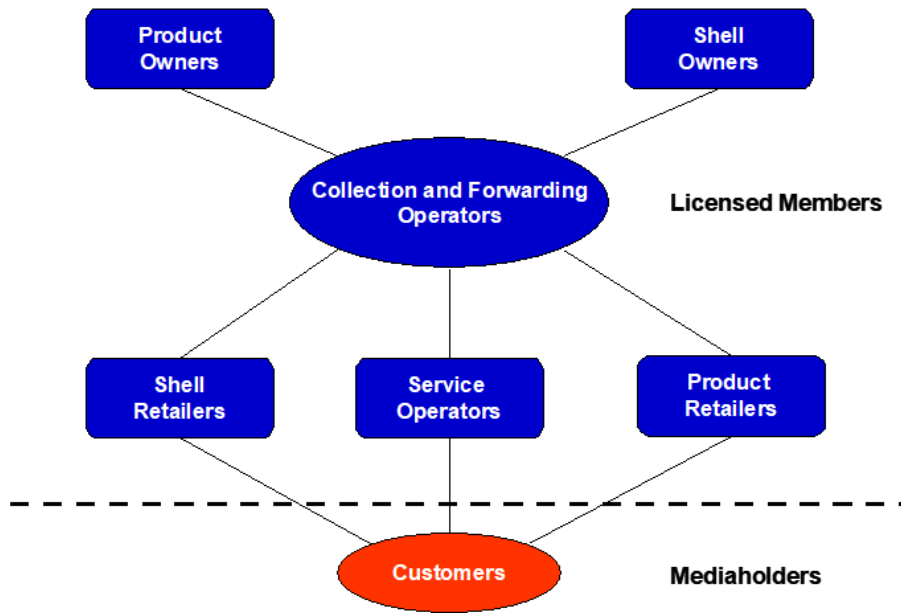 Product
Owners
Shell
Owners
Collection and Forwarding
Operators
Licensed Members
Shell
Retailers
Service
Operators
Product
Retailers
Customers
Mediaholders